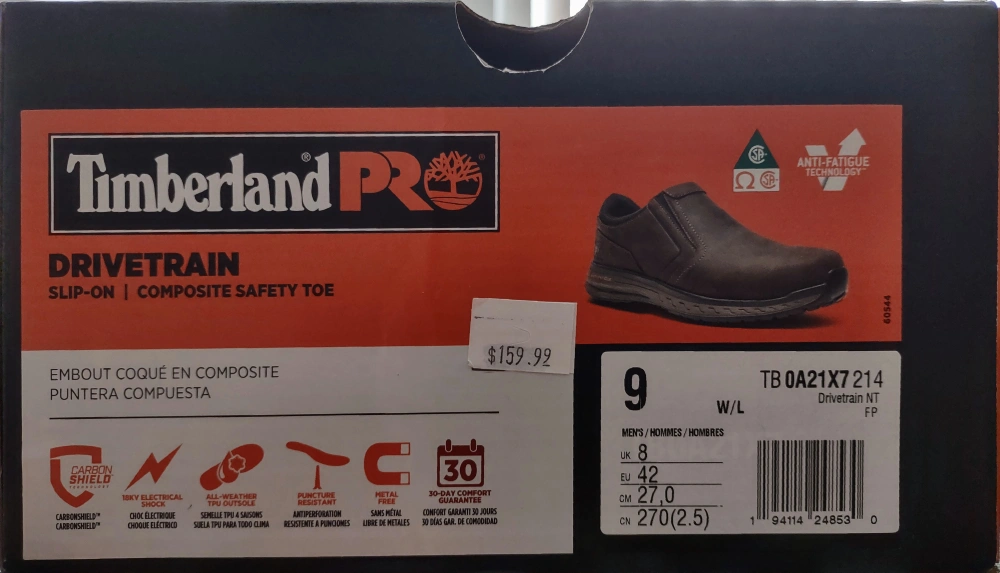 Timberland® PRO®
DRIVETRAIN
SLIP-ON | COMPOSITE SAFETY TOE
CSA
Ω CSA
ANTI-FATIGUE
TECHNOLOGY™
60544
$159.99
EMBOUT COQUÉ EN COMPOSITE
PUNTERA COMPUESTA
CARBON
SHIELD
TECHNOLOGY
CARBONSHIELD™
CARBONSHIELD™
18KV ELECTRICAL
SHOCK
CHOC ÉLECTRIQUE
CHOQUE ELÉCTRICO
ALL-WEATHER
TPU OUTSOLE
SEMELLE TPU 4 SAISONS
SUELA TPU PARA TODO CLIMA
PUNCTURE
RESISTANT
ANTIPERFORATION
RESISTENTE A PUNCIONES
METAL
FREE
SANS MÉTAL
LIBRE DE METALES
30
30-DAY COMFORT
GUARANTEE
CONFORT GARANTI 30 JOURS
30 DÍAS GAR. DE COMODIDAD
9
W/L
TB 0A21X7 214
Drivetrain NT
FP
MEN'S / HOMMES / HOMBRES
UK 8
EU 42
CM 27,0
CN 270(2.5)
1 94114 24853 0